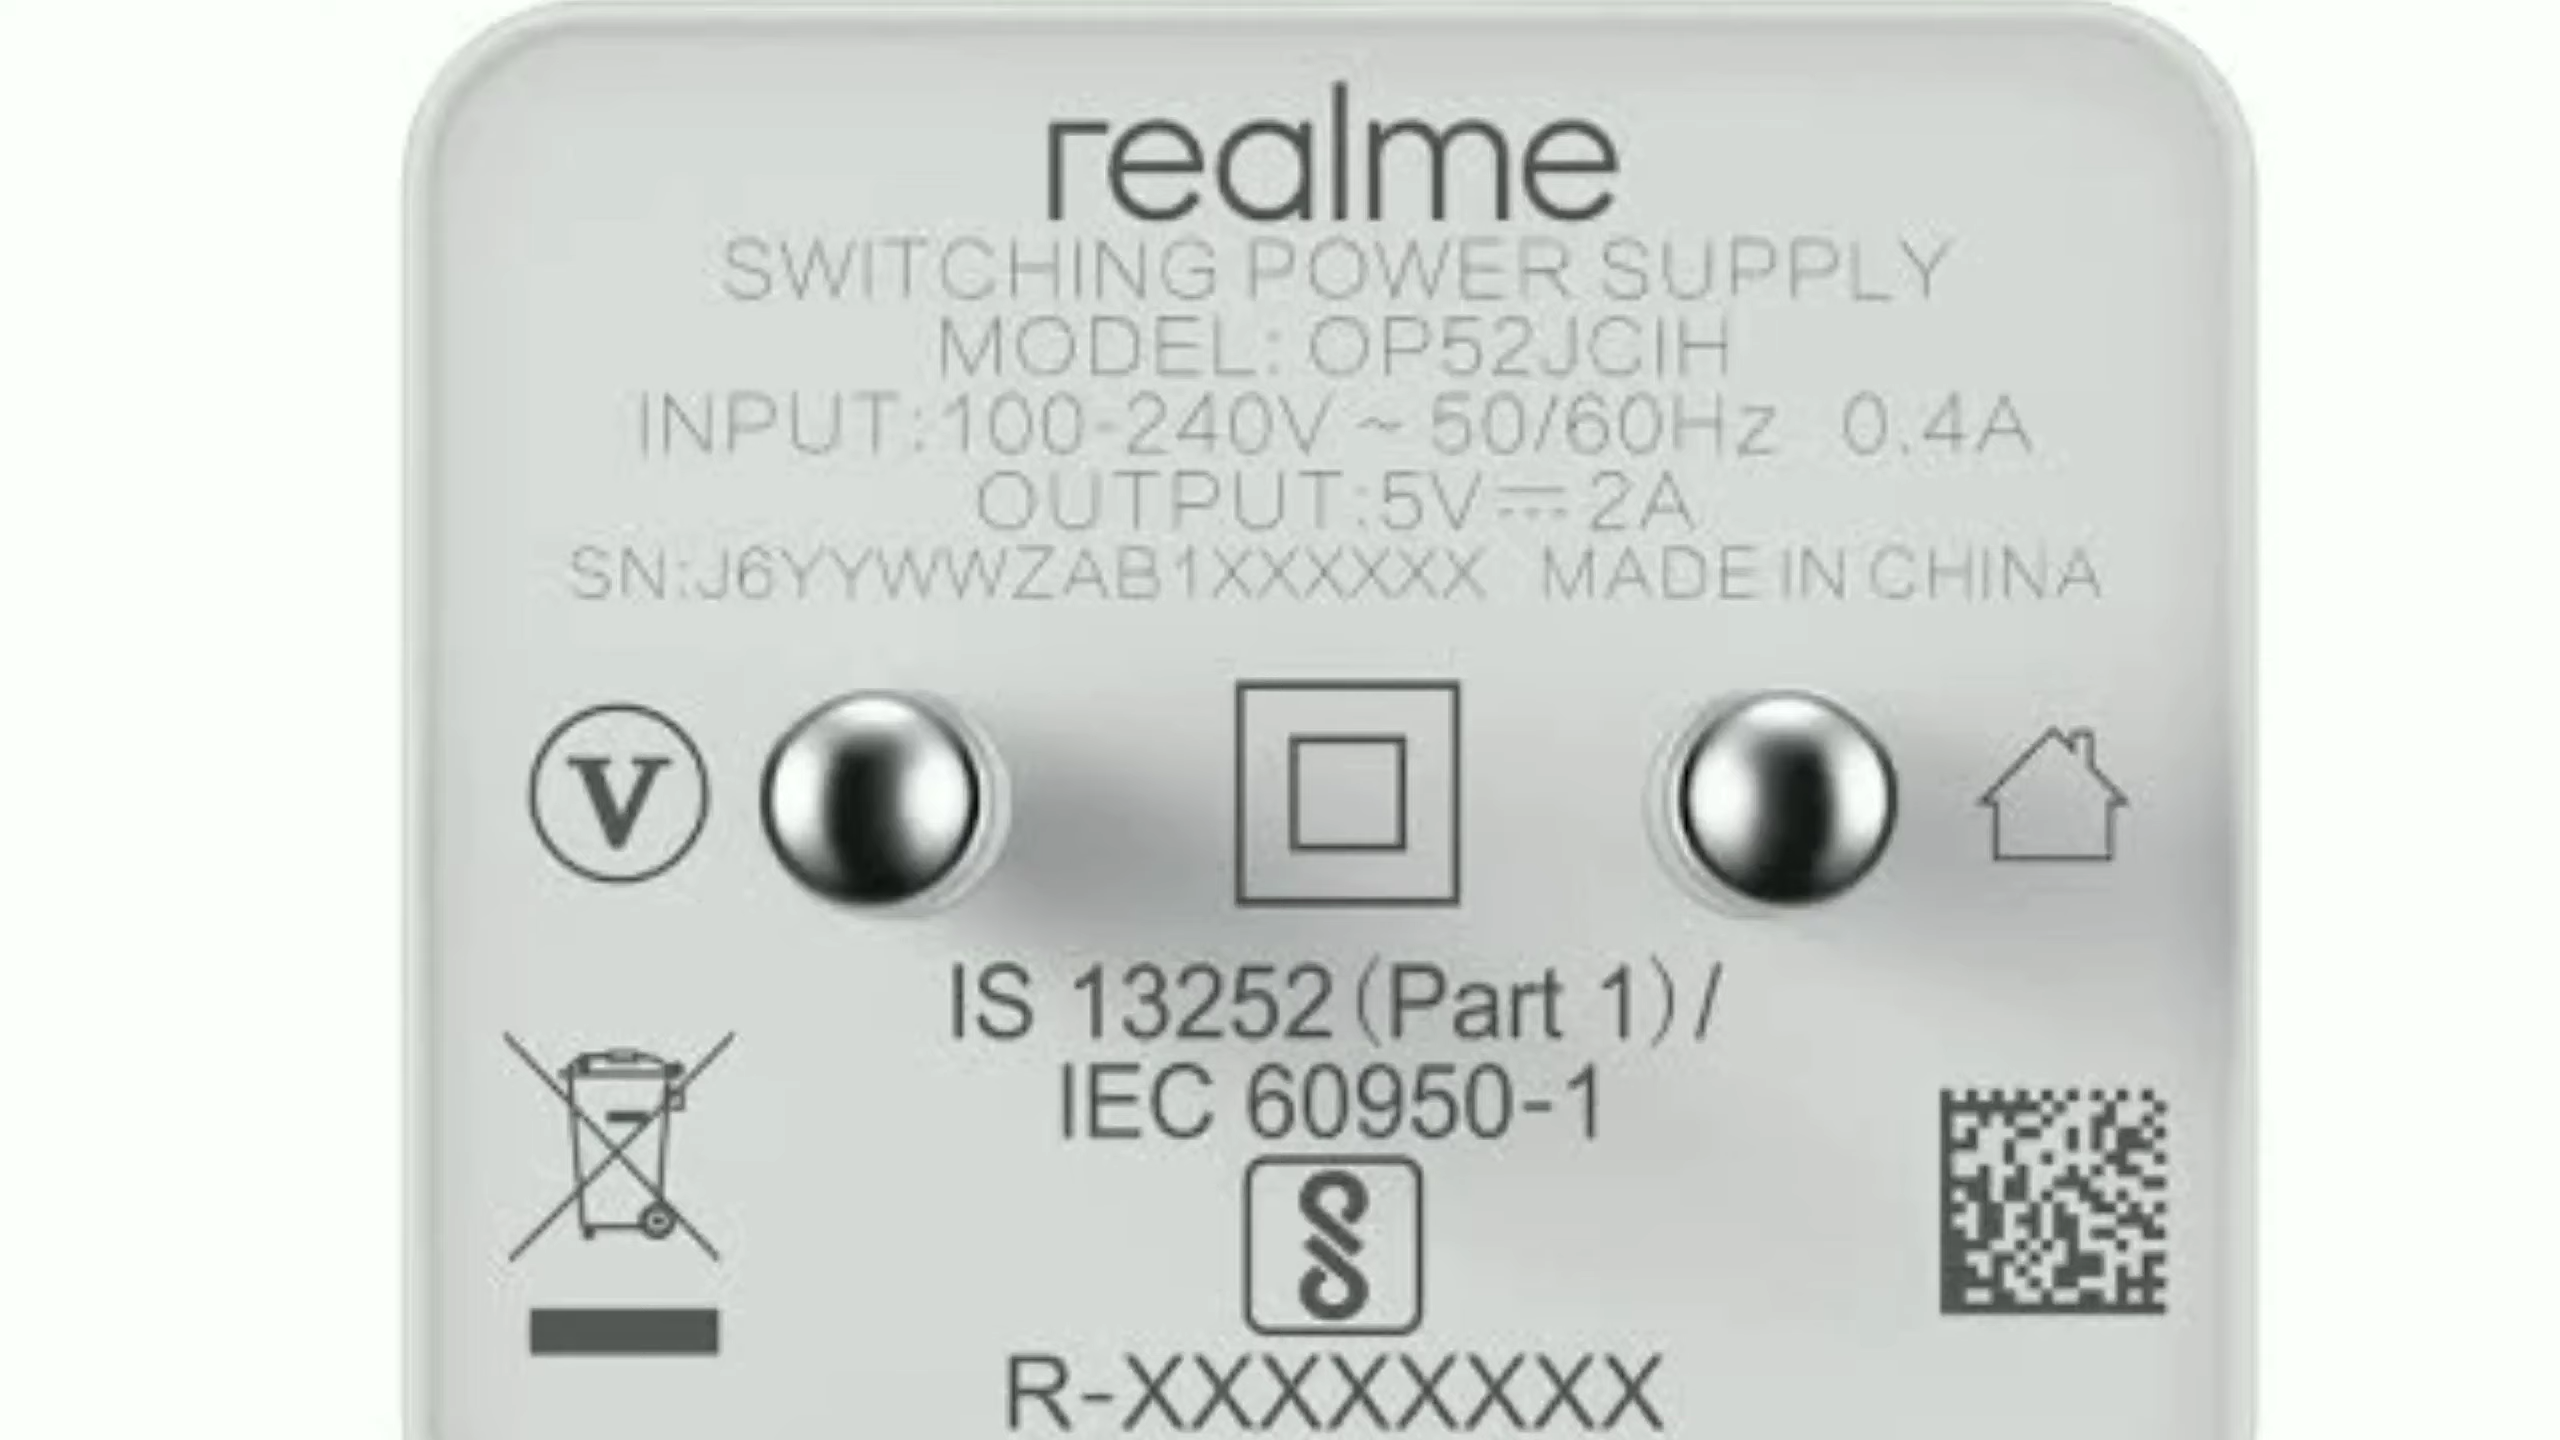 realme
SWITCHING POWER SUPPLY
MODEL: OP52JCIH
INPUT:100-240V ~ 50/60Hz 0.4A
OUTPUT:5V⎓2A
SN:J6YYWWZAB1XXXXXX MADE IN CHINA
V
IS 13252(Part 1)/
IEC 60950-1
R-XXXXXXXX